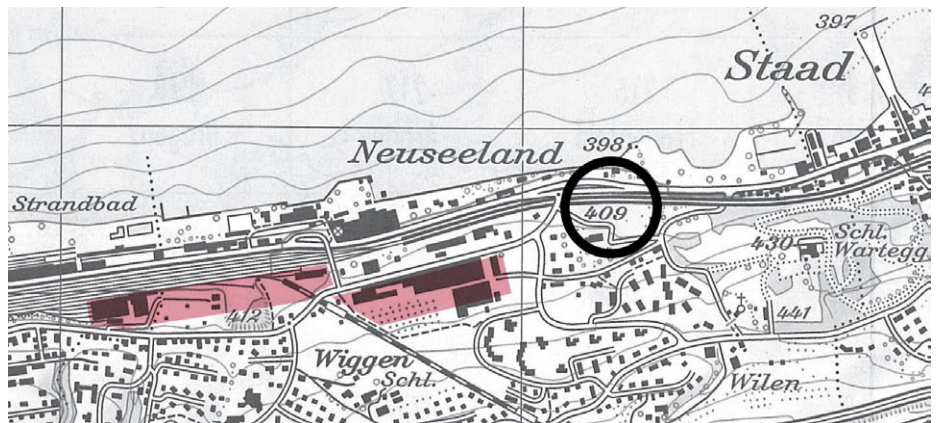 397
Staad
398
Neuseeland
Strandbad
409
430
Schl.
Wartegg
412
441
Wiggen
Schl.
Wilen